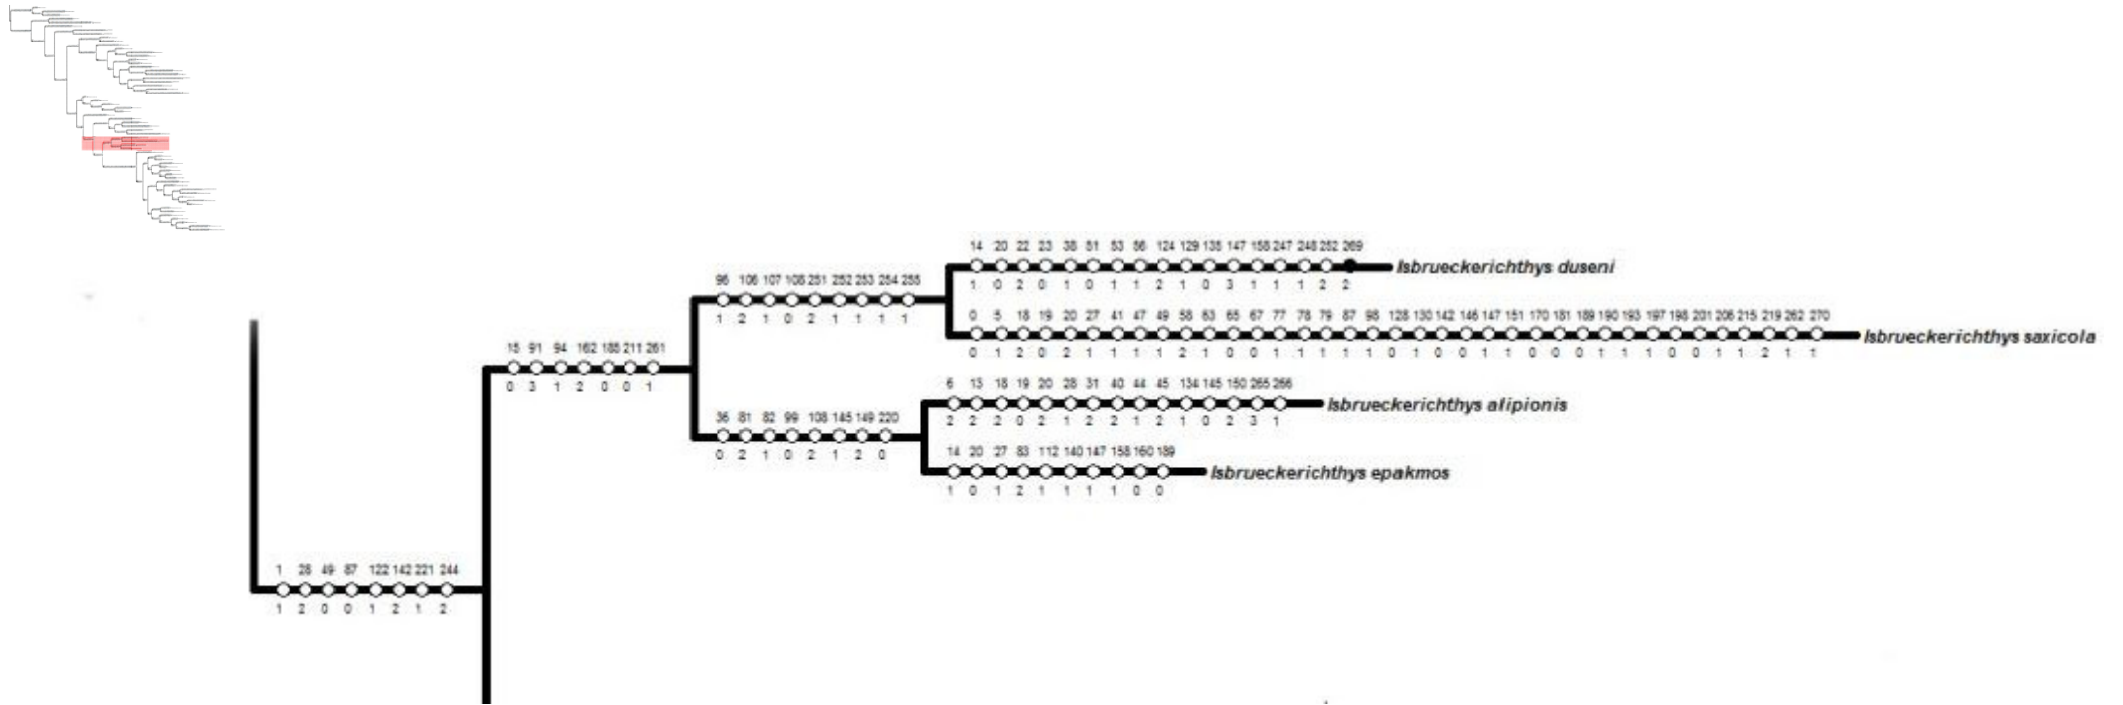 14 20 22 23 38 51 53 56 124 129 135 147 158 247 248 252 269
Isbrueckerichthys duseni
1 0 2 0 1 0 1 1 2 1 0 3 1 1 1 2 2
95 106 107 108 251 252 253 254 255
1 2 1 0 2 1 1 1 1
0 5 18 19 20 27 41 47 49 58 63 65 67 77 78 79 87 98 128 130 142 146 147 151 170 181 189 190 193 197 198 201 206 215 219 262 270
Isbrueckerichthys saxicola
0 1 2 0 2 1 1 1 1 2 1 0 0 1 1 1 1 1 0 1 0 0 1 1 0 0 0 1 1 1 0 0 1 1 2 1 1
15 91 94 162 188 211 261
0 3 1 2 0 0 1
6 13 18 19 20 28 31 40 44 45 134 145 150 265 266
Isbrueckerichthys alipionis
2 2 2 0 2 1 2 2 1 2 1 0 2 3 1
36 81 82 99 108 145 149 220
0 2 1 0 2 1 2 0
14 20 27 83 112 140 147 158 160 189
Isbrueckerichthys epakmos
1 0 1 2 1 1 1 1 0 0
1 28 49 87 122 142 221 244
1 2 0 0 1 2 1 2